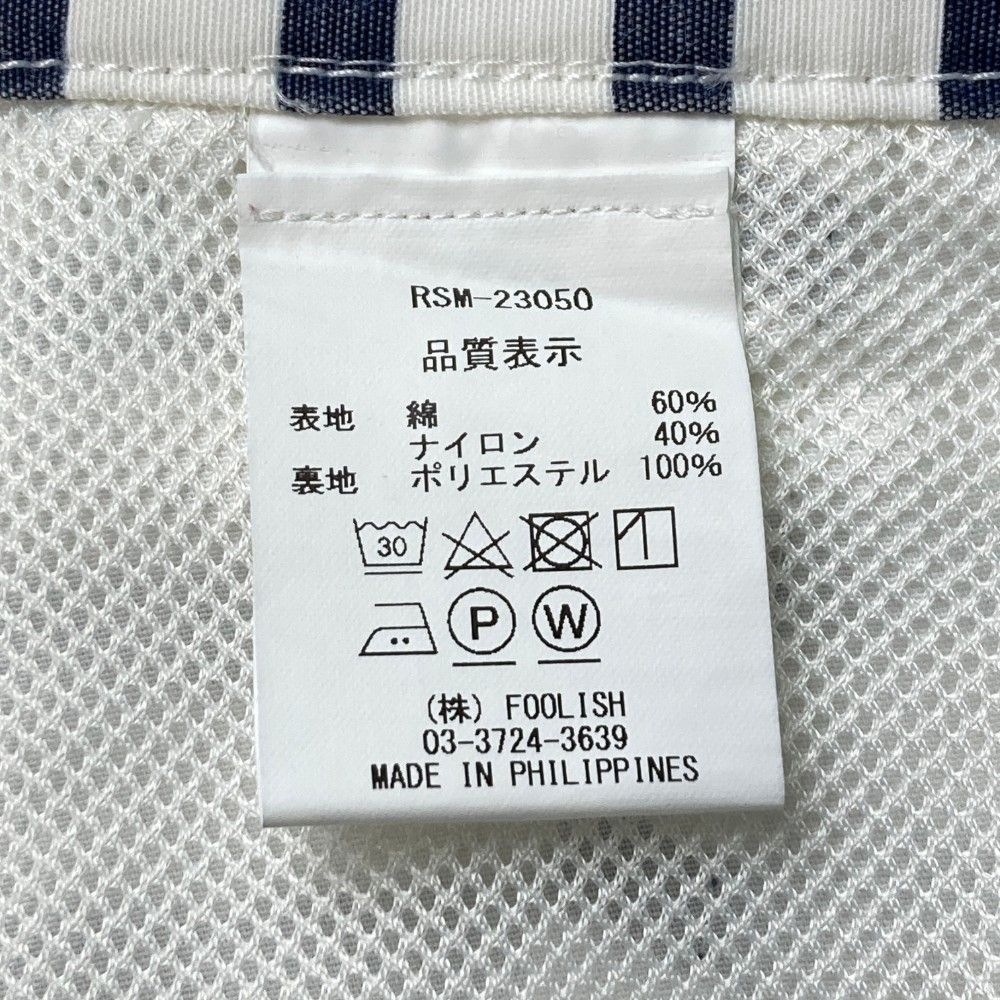 RSM-23050
品質表示
表地 綿 60%
ナイロン 40%
裏地 ポリエステル 100%
30
P W
(株) FOOLISH
03-3724-3639
MADE IN PHILIPPINES